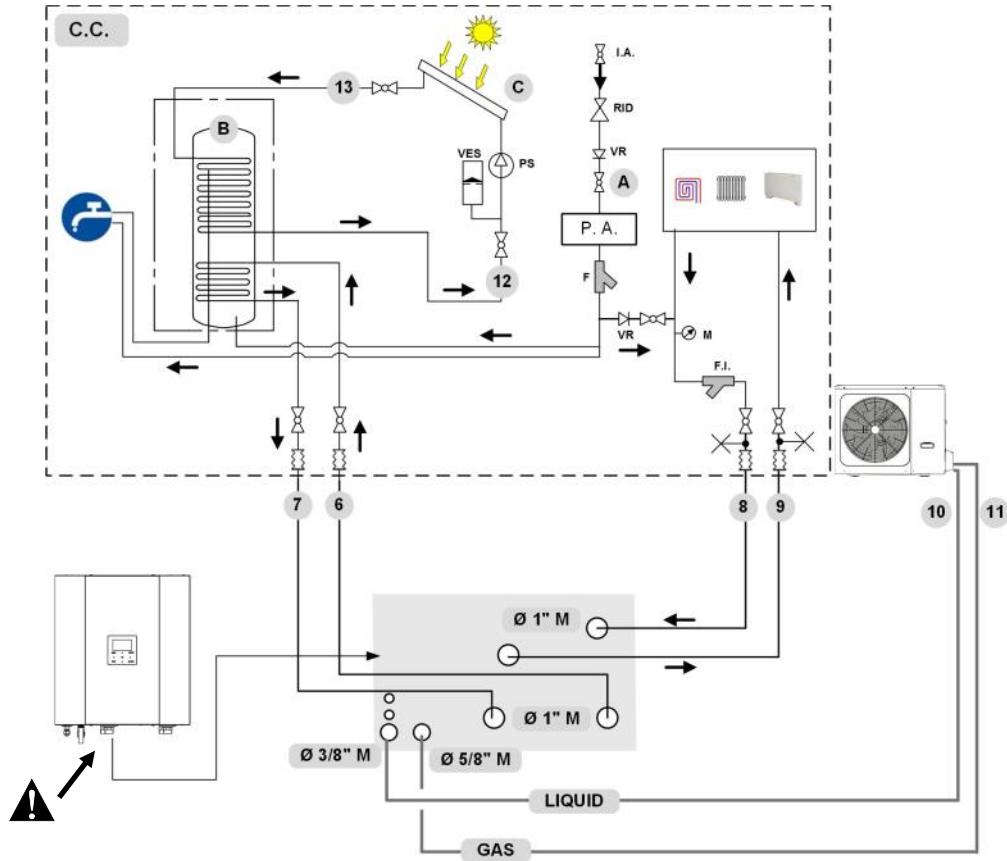 C.C.
I.A.
13
C
RID
B
VES
PS
VR
A
P. A.
12
F
VR
M
F.I.
7
6
8
9
10
11
Ø 1" M
Ø 1" M
Ø 3/8" M
Ø 5/8" M
LIQUID
GAS